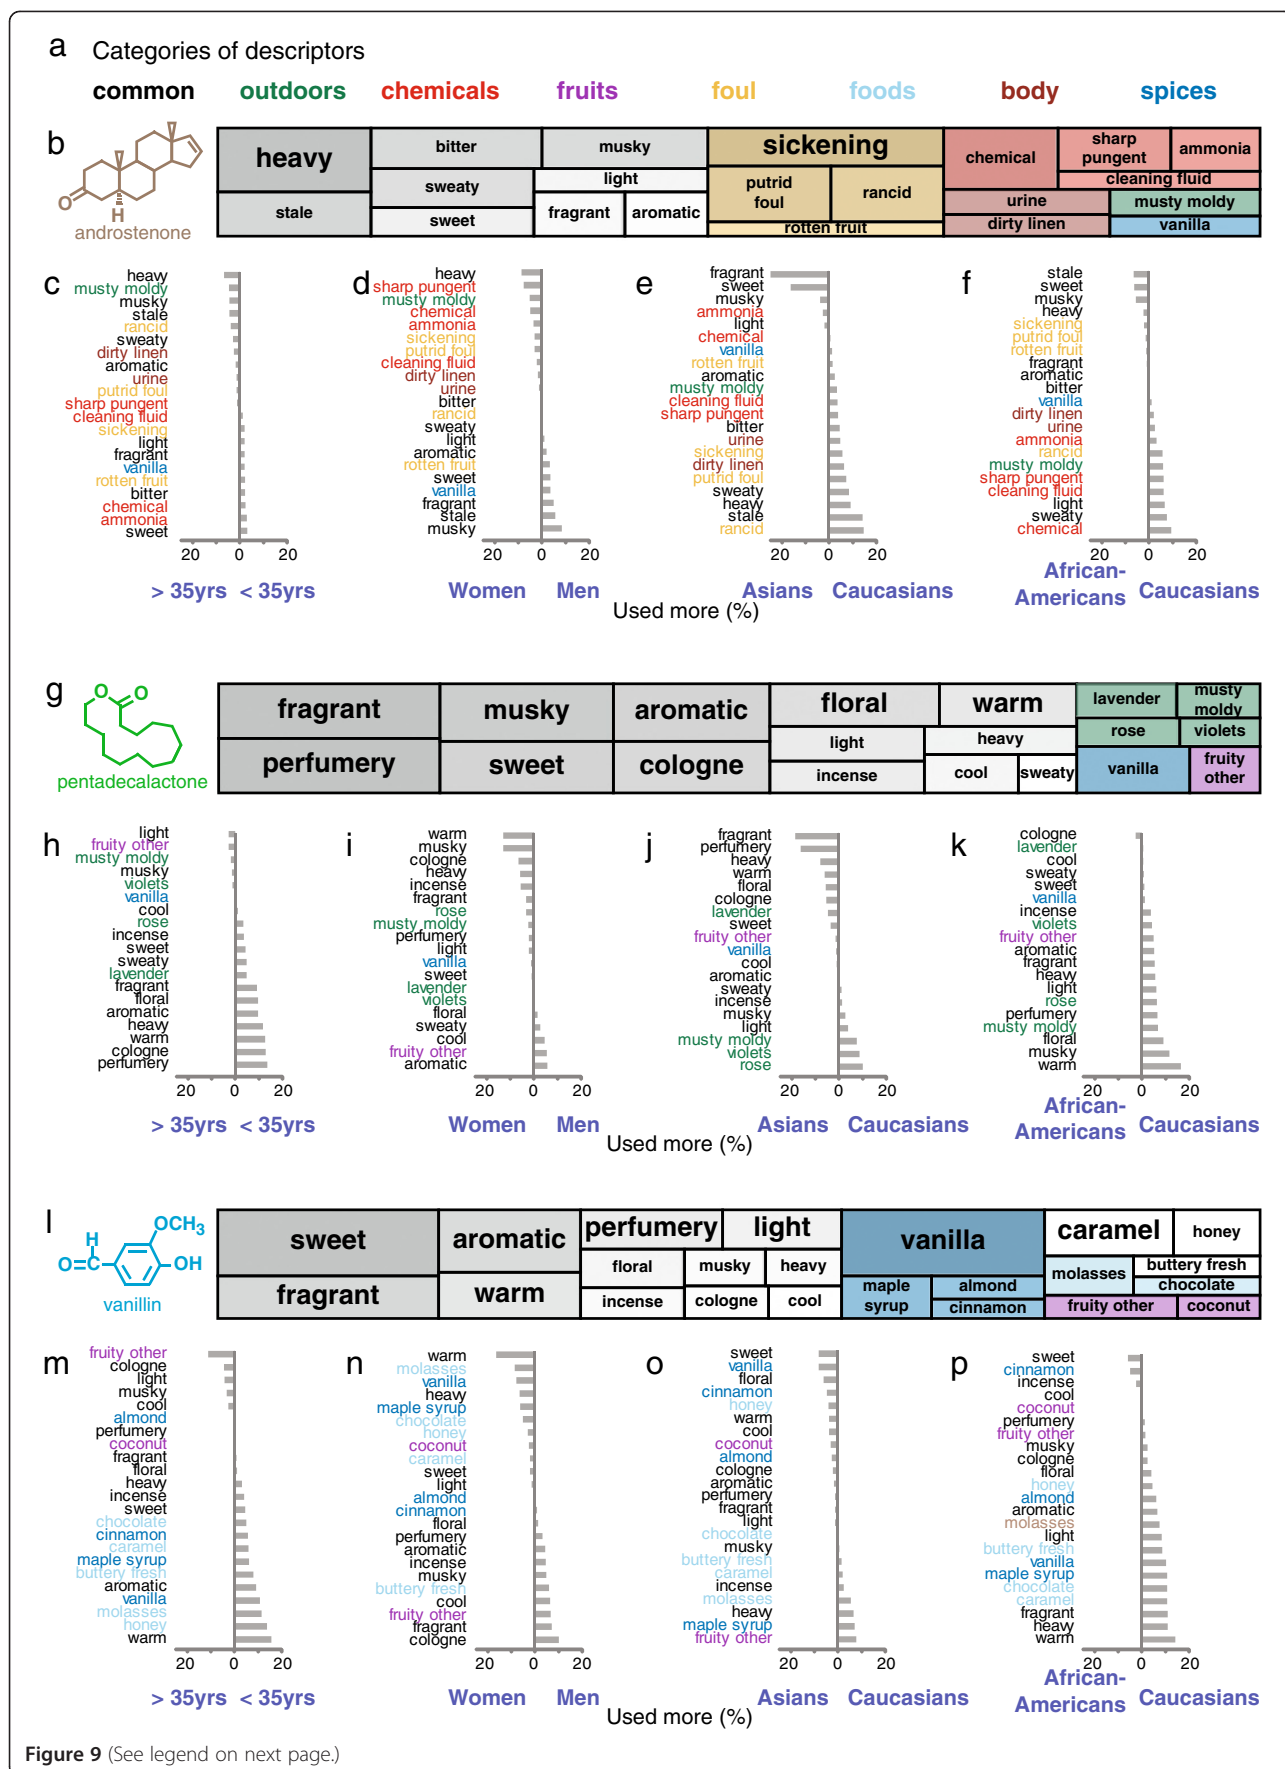 a Categories of descriptors
common outdoors chemicals fruits foul foods body spices
b
O
H
androstenone
heavy
stale
bitter
musky
sweaty
light
sweet
fragrant
aromatic
sickening
putrid
foul
rancid
rotten fruit
chemical
sharp
pungent
ammonia
cleaning fluid
urine
musty moldy
dirty linen
vanilla
c
heavy
musty moldy
musky
stale
rancid
sweaty
dirty linen
aromatic
urine
putrid foul
sharp pungent
cleaning fluid
sickening
light
fragrant
vanilla
rotten fruit
bitter
chemical
ammonia
sweet
20 0 20
> 35yrs < 35yrs
d
heavy
sharp pungent
musty moldy
chemical
ammonia
sickening
putrid foul
cleaning fluid
dirty linen
urine
bitter
rancid
sweaty
light
aromatic
rotten fruit
sweet
vanilla
fragrant
stale
musky
20 0 20
Women Men
e
fragrant
sweet
musky
ammonia
light
chemical
vanilla
rotten fruit
aromatic
musty moldy
cleaning fluid
sharp pungent
bitter
urine
sickening
dirty linen
putrid foul
sweaty
heavy
stale
rancid
20 0 20
Asians Caucasians
f
stale
sweet
musky
heavy
sickening
putrid foul
rotten fruit
fragrant
aromatic
bitter
vanilla
dirty linen
urine
ammonia
rancid
musty moldy
sharp pungent
cleaning fluid
light
sweaty
chemical
20 0 20
African-
Americans Caucasians
Used more (%)
g
O
O
pentadecalactone
fragrant
perfumery
musky
sweet
aromatic
cologne
floral
warm
light
heavy
incense
cool
sweaty
lavender
musty
moldy
rose
violets
vanilla
fruity
other
h
light
fruity other
musty moldy
musky
violets
vanilla
cool
rose
incense
sweet
sweaty
lavender
fragrant
floral
aromatic
heavy
warm
cologne
perfumery
20 0 20
> 35yrs < 35yrs
i
warm
musky
cologne
heavy
incense
fragrant
rose
musty moldy
perfumery
light
vanilla
sweet
lavender
violets
floral
sweaty
cool
fruity other
aromatic
20 0 20
Women Men
j
fragrant
perfumery
heavy
warm
floral
cologne
lavender
sweet
fruity other
vanilla
cool
aromatic
sweaty
incense
musky
light
musty moldy
violets
rose
20 0 20
Asians Caucasians
k
cologne
lavender
cool
sweaty
sweet
vanilla
incense
violets
fruity other
aromatic
fragrant
heavy
light
rose
perfumery
musty moldy
floral
musky
warm
20 0 20
African-
Americans Caucasians
Used more (%)
l
H
OCH3
O=C
OH
vanillin
sweet
fragrant
aromatic
warm
perfumery
light
floral
musky
heavy
incense
cologne
cool
vanilla
maple
syrup
almond
cinnamon
caramel
honey
molasses
buttery fresh
chocolate
fruity other
coconut
m
fruity other
cologne
light
musky
cool
almond
perfumery
coconut
fragrant
floral
heavy
incense
sweet
chocolate
cinnamon
caramel
maple syrup
buttery fresh
aromatic
vanilla
molasses
honey
warm
20 0 20
> 35yrs < 35yrs
n
warm
molasses
vanilla
heavy
maple syrup
chocolate
honey
coconut
caramel
sweet
light
almond
cinnamon
floral
perfumery
aromatic
incense
musky
buttery fresh
cool
fruity other
fragrant
cologne
20 0 20
Women Men
o
sweet
vanilla
floral
cinnamon
honey
warm
cool
coconut
almond
cologne
aromatic
perfumery
fragrant
light
chocolate
musky
buttery fresh
caramel
incense
molasses
heavy
maple syrup
fruity other
20 0 20
Asians Caucasians
p
sweet
cinnamon
incense
cool
coconut
perfumery
fruity other
musky
cologne
floral
honey
almond
aromatic
molasses
light
buttery fresh
vanilla
maple syrup
chocolate
caramel
fragrant
heavy
warm
20 0 20
African-
Americans Caucasians
Used more (%)
Figure 9 (See legend on next page.)